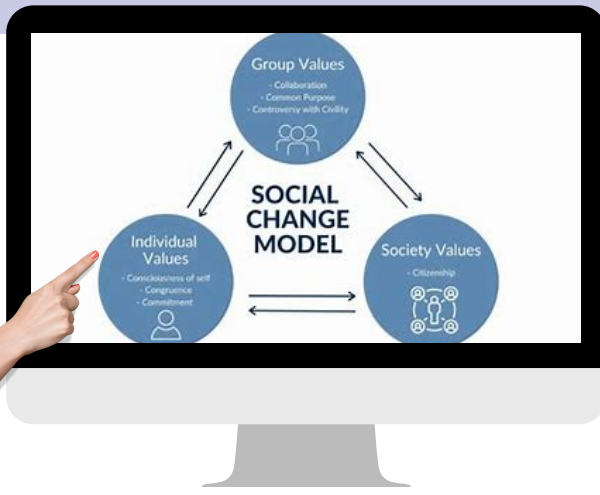 Group Values
- Collaboration
- Common Purpose
- Controversy with Civility
SOCIAL
CHANGE
MODEL
Individual
Values
- Consciousness of self
- Congruence
- Commitment
Society Values
- Citizenship